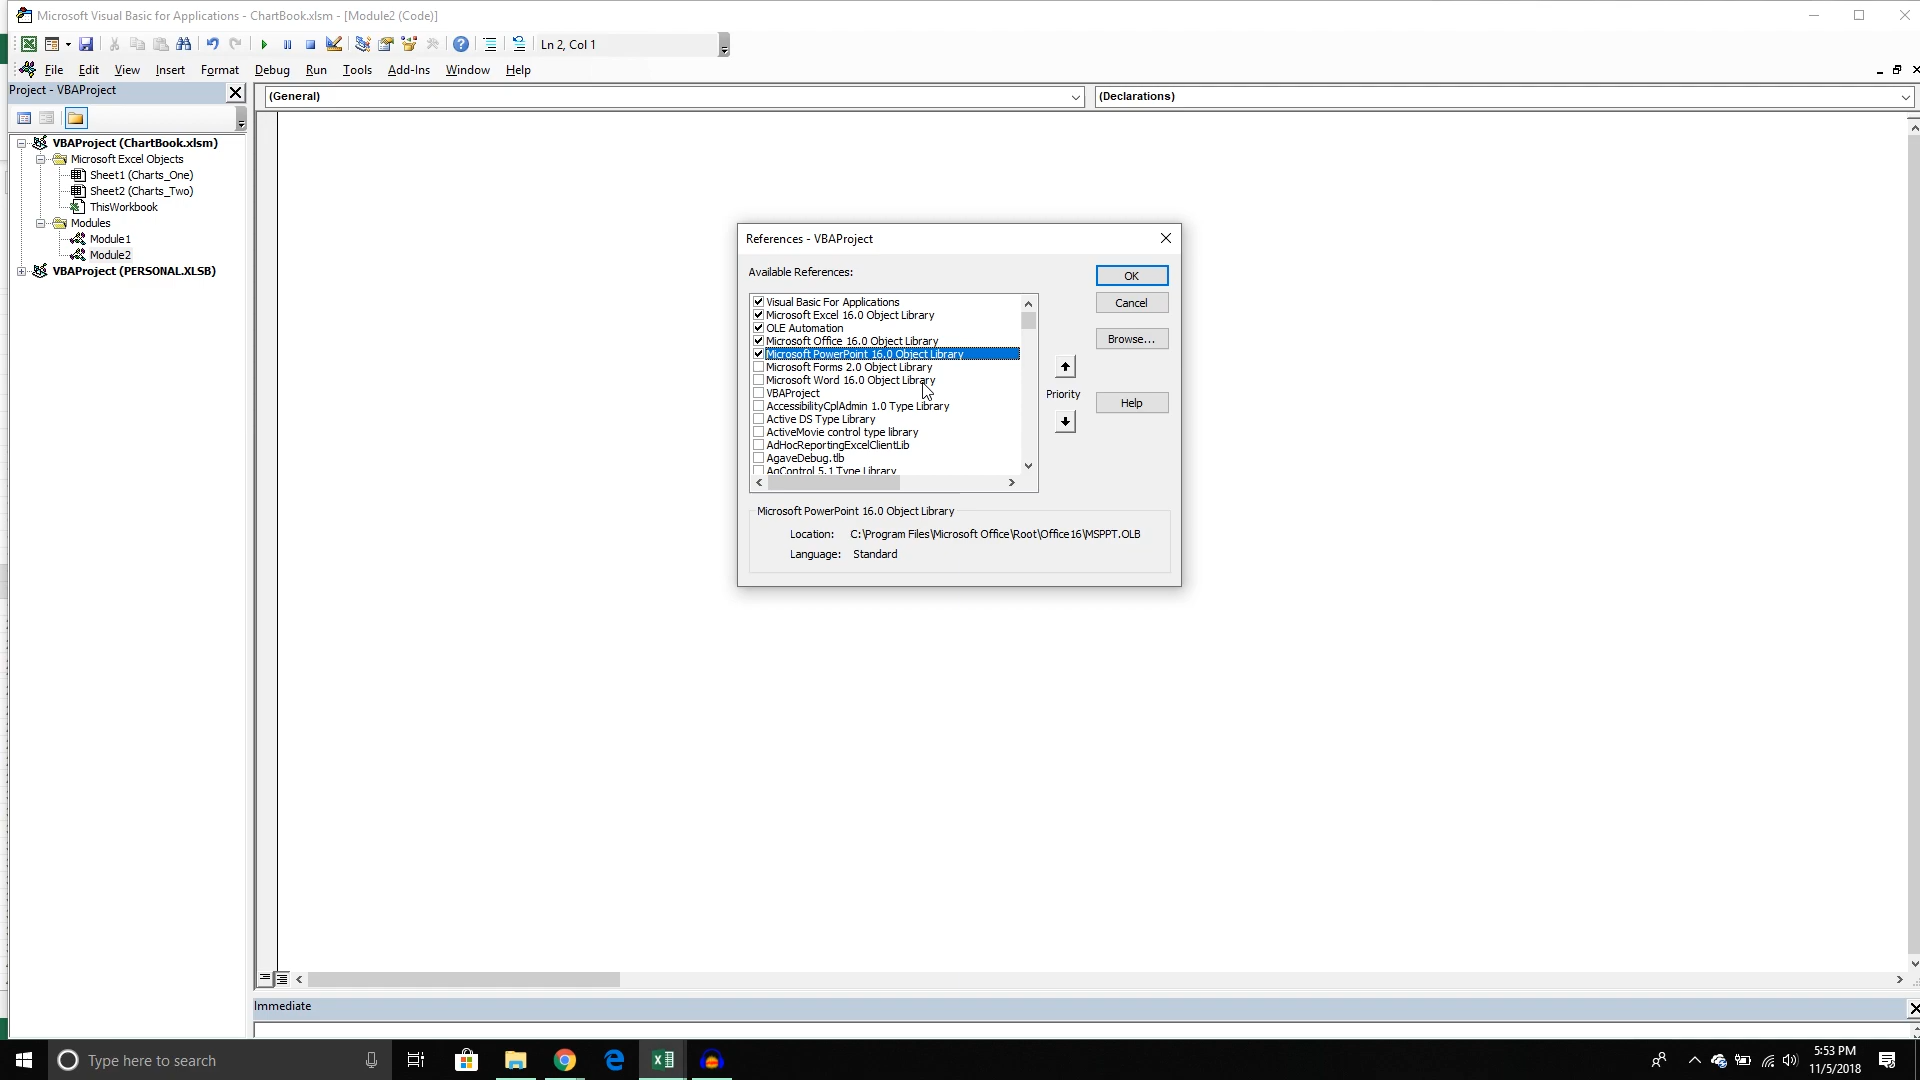 Microsoft Visual Basic for Applications - ChartBook.xlsm - [Module2 (Code)]
Ln 2, Col 1
File Edit View Insert Format Debug Run Tools Add-Ins Window Help
Project - VBAProject
(General)
(Declarations)
VBAProject (ChartBook.xlsm)
Microsoft Excel Objects
Sheet1 (Charts_One)
Sheet2 (Charts_Two)
ThisWorkbook
Modules
Module1
Module2
VBAProject (PERSONAL.XLSB)
References - VBAProject
Available References:
Visual Basic For Applications
Microsoft Excel 16.0 Object Library
OLE Automation
Microsoft Office 16.0 Object Library
Microsoft PowerPoint 16.0 Object Library
Microsoft Forms 2.0 Object Library
Microsoft Word 16.0 Object Library
VBAProject
AccessibilityCplAdmin 1.0 Type Library
Active DS Type Library
ActiveMovie control type library
AdHocReportingExcelClientLib
AgaveDebug.tlb
AgControl 5.1 Type Library
OK
Cancel
Browse...
Priority
Help
Microsoft PowerPoint 16.0 Object Library
Location: C:\Program Files\Microsoft Office\Root\Office16\MSPPT.OLB
Language: Standard
Immediate
Type here to search
5:53 PM
11/5/2018